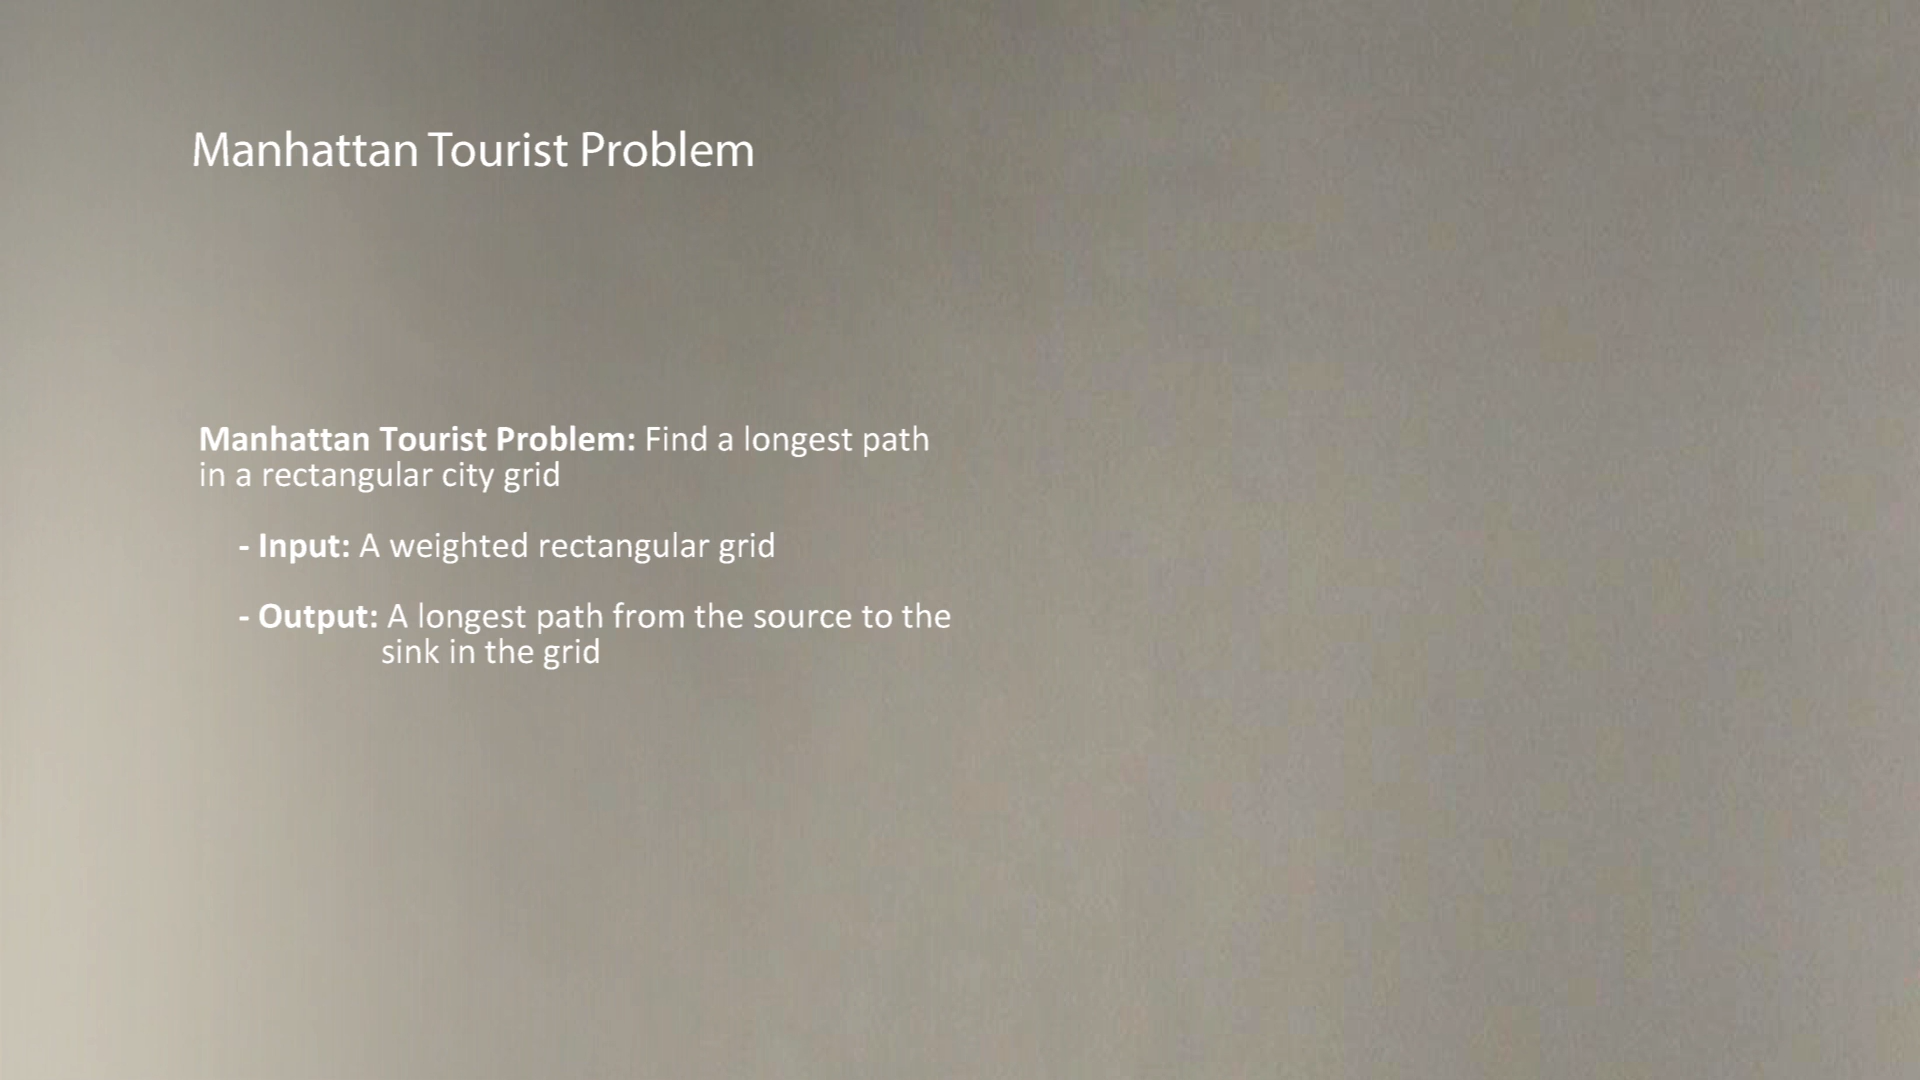 Manhattan Tourist Problem
Manhattan Tourist Problem: Find a longest path
in a rectangular city grid
- Input: A weighted rectangular grid
- Output: A longest path from the source to the
sink in the grid